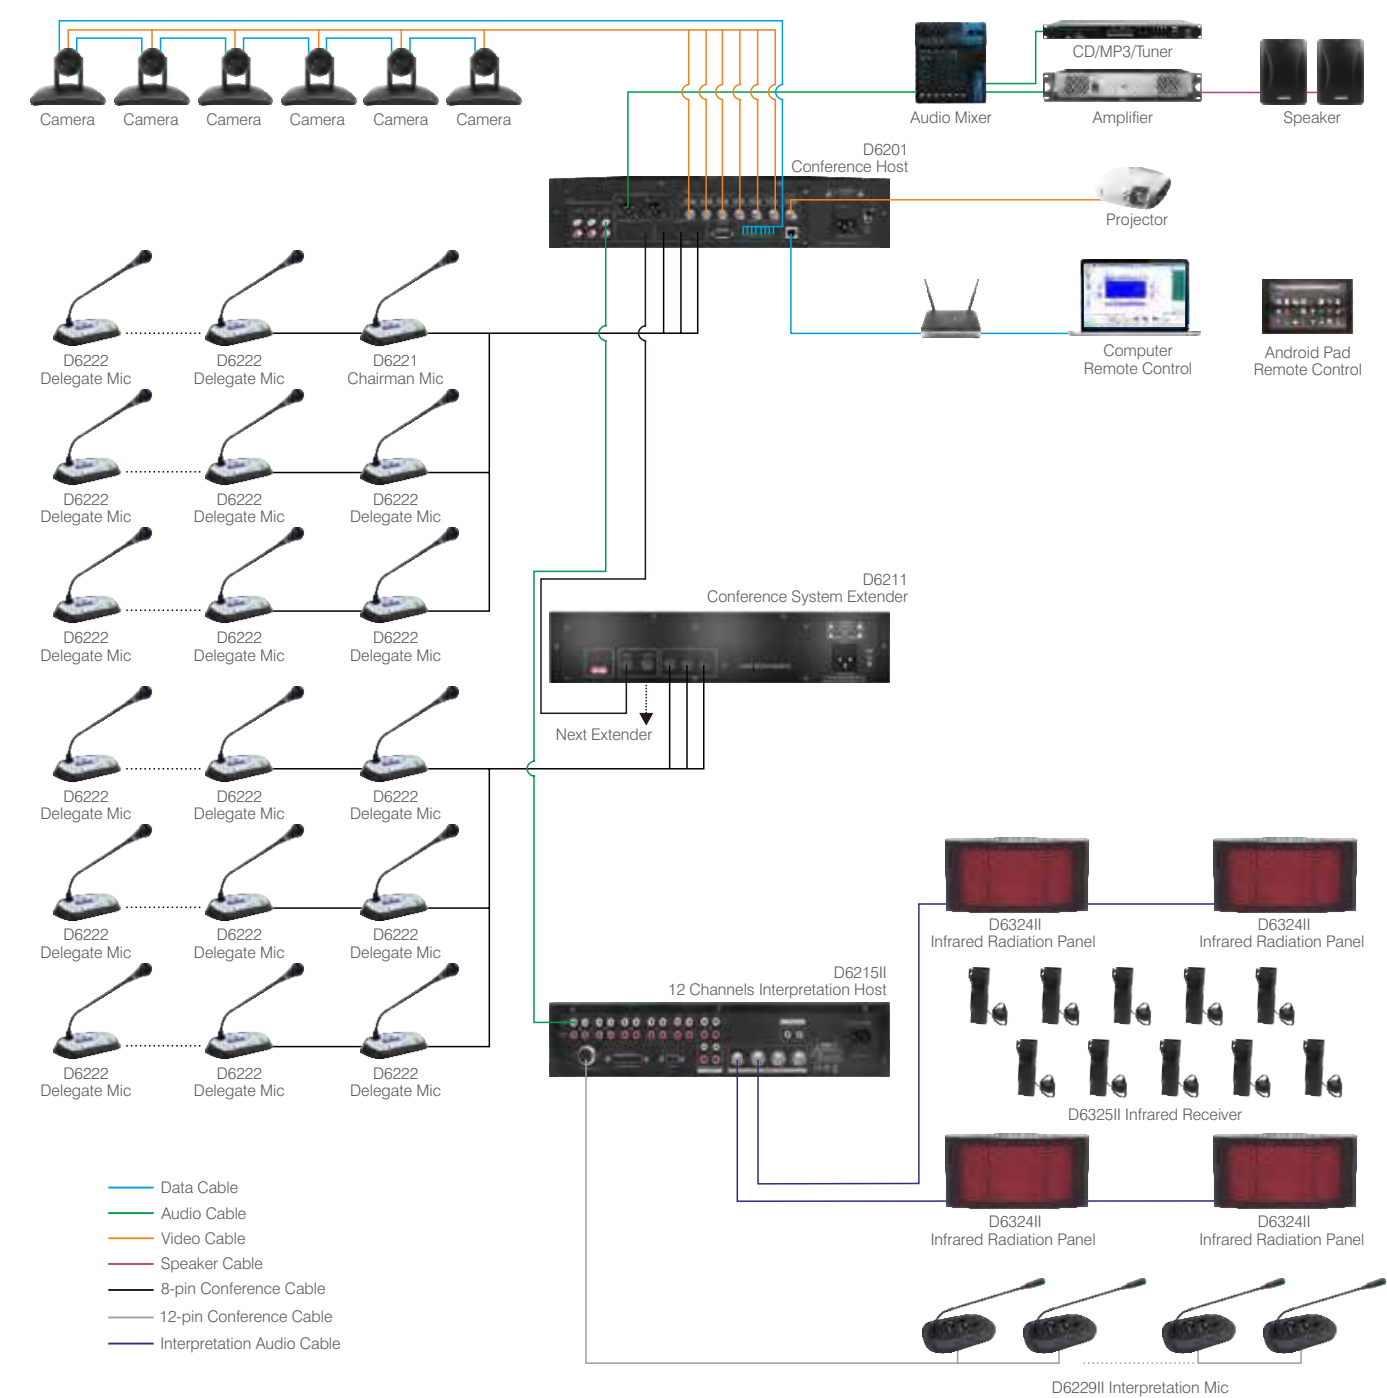 Camera
Camera
Camera
Camera
Camera
Camera
Audio Mixer
CD/MP3/Tuner
Amplifier
Speaker
D6201
Conference Host
Projector
Computer
Remote Control
Android Pad
Remote Control
D6222
Delegate Mic
D6222
Delegate Mic
D6221
Chairman Mic
D6222
Delegate Mic
D6222
Delegate Mic
D6222
Delegate Mic
D6222
Delegate Mic
D6222
Delegate Mic
D6222
Delegate Mic
D6211
Conference System Extender
Next Extender
D6222
Delegate Mic
D6222
Delegate Mic
D6222
Delegate Mic
D6222
Delegate Mic
D6222
Delegate Mic
D6222
Delegate Mic
D6222
Delegate Mic
D6222
Delegate Mic
D6222
Delegate Mic
D6215II
12 Channels Interpretation Host
D6324II
Infrared Radiation Panel
D6324II
Infrared Radiation Panel
D6325II Infrared Receiver
D6324II
Infrared Radiation Panel
D6324II
Infrared Radiation Panel
D6229II Interpretation Mic
Data Cable
Audio Cable
Video Cable
Speaker Cable
8-pin Conference Cable
12-pin Conference Cable
Interpretation Audio Cable